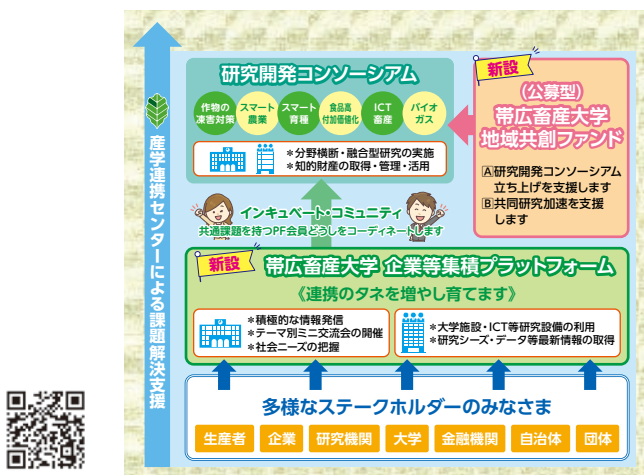 研究開発コンソーシアム
作物の
凍害対策
スマート
農業
スマート
育種
食品高
付加価値化
ICT
畜産
バイオ
ガス
＊分野横断・融合型研究の実施
＊知的財産の取得・管理・活用
新設
(公募型)
帯広畜産大学
地域共創ファンド
A研究開発コンソーシアム
立ち上げを支援します
B共同研究加速を支援
します
産学連携センターによる課題解決支援
インキュベート・コミュニティ
共通課題を持つPF会員どうしをコーディネートします
新設
帯広畜産大学 企業等集積プラットフォーム
《連携のタネを増やし育てます》
＊積極的な情報発信
＊テーマ別ミニ交流会の開催
＊社会ニーズの把握
＊大学施設・ICT等研究設備の利用
＊研究シーズ・データ等最新情報の取得
多様なステークホルダーのみなさま
生産者 企業 研究機関 大学 金融機関 自治体 団体